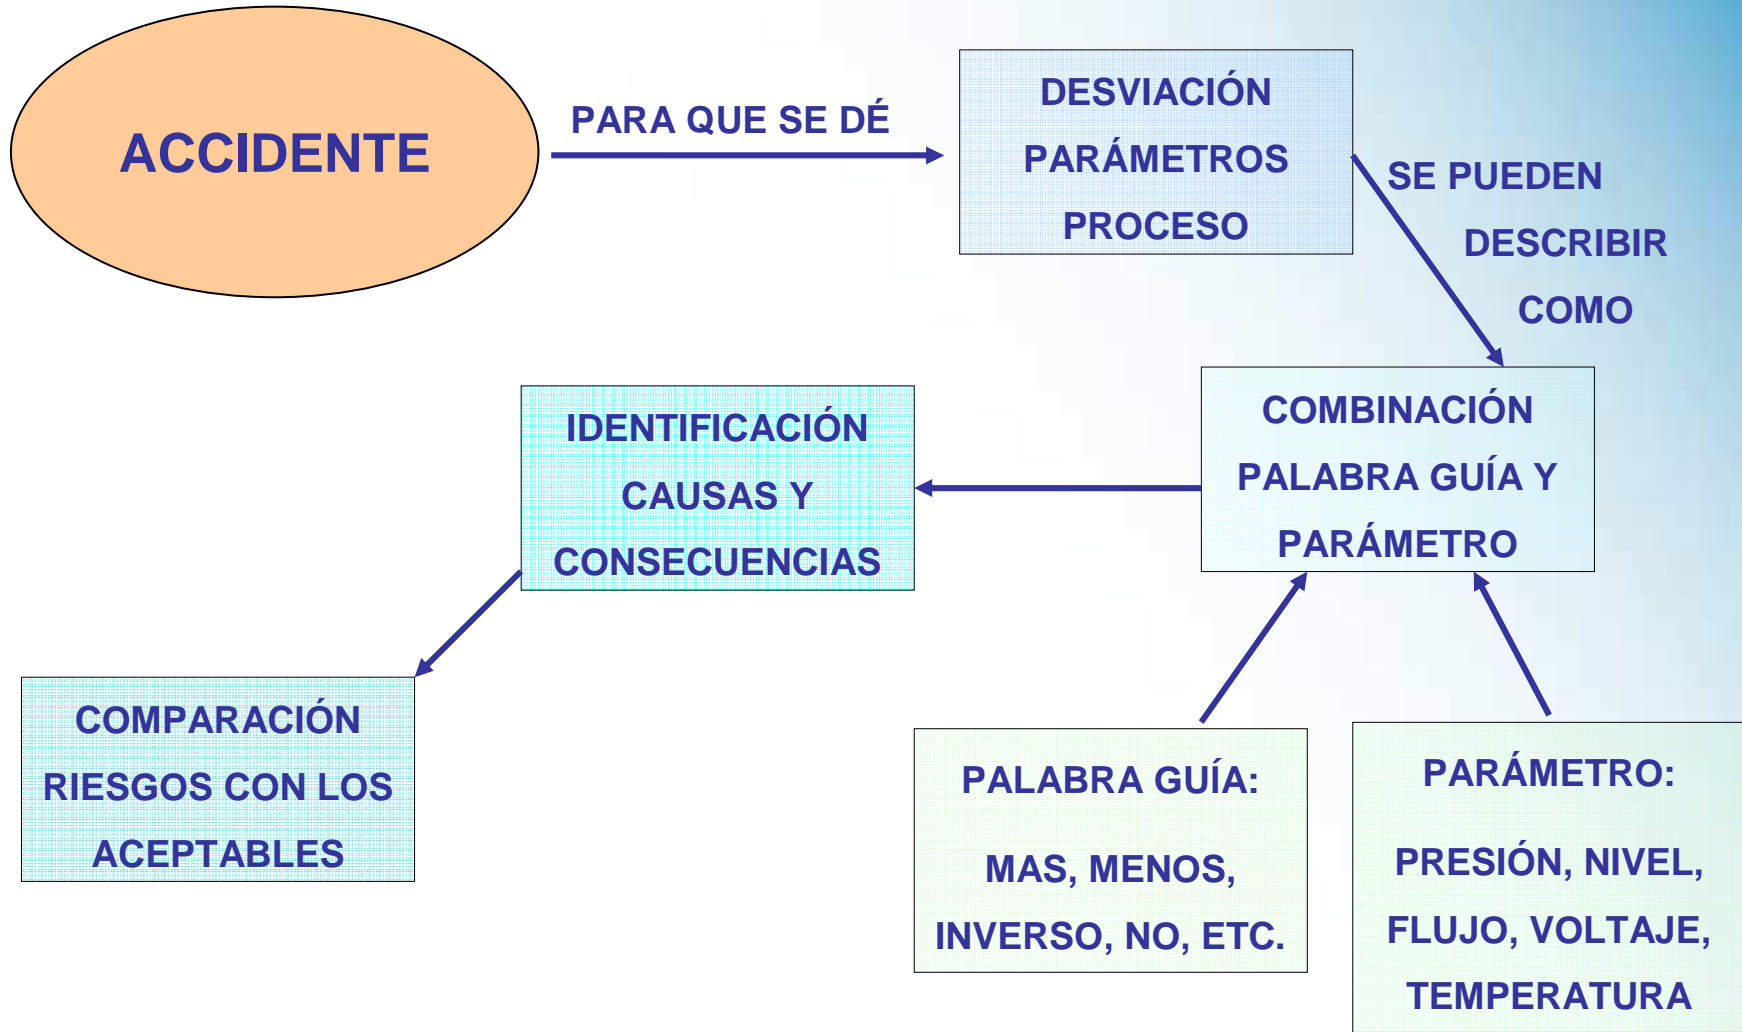 ACCIDENTE
PARA QUE SE DÉ
DESVIACIÓN
PARÁMETROS
PROCESO
SE PUEDEN
DESCRIBIR
COMO
COMBINACIÓN
PALABRA GUÍA Y
PARÁMETRO
IDENTIFICACIÓN
CAUSAS Y
CONSECUENCIAS
COMPARACIÓN
RIESGOS CON LOS
ACEPTABLES
PALABRA GUÍA:
MAS, MENOS,
INVERSO, NO, ETC.
PARÁMETRO:
PRESIÓN, NIVEL,
FLUJO, VOLTAJE,
TEMPERATURA